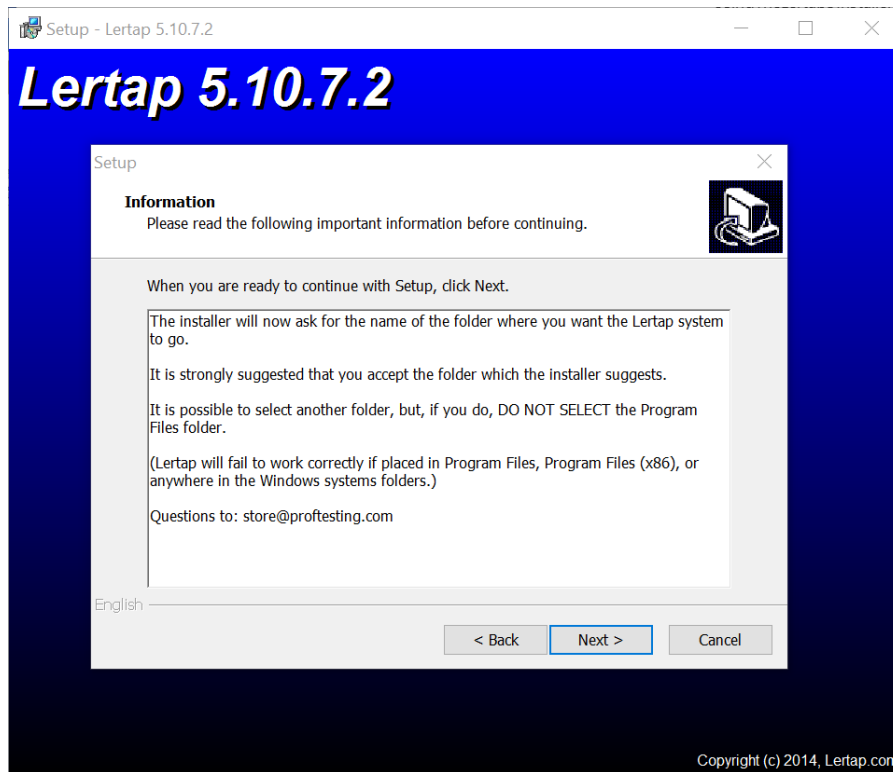 Setup - Lertap 5.10.7.2
Lertap 5.10.7.2
Setup
Information
Please read the following important information before continuing.
When you are ready to continue with Setup, click Next.
The installer will now ask for the name of the folder where you want the Lertap system
to go.
It is strongly suggested that you accept the folder which the installer suggests.
It is possible to select another folder, but, if you do, DO NOT SELECT the Program
Files folder.
(Lertap will fail to work correctly if placed in Program Files, Program Files (x86), or
anywhere in the Windows systems folders.)
Questions to: store@proftesting.com
English
< Back
Next >
Cancel
Copyright (c) 2014, Lertap.com